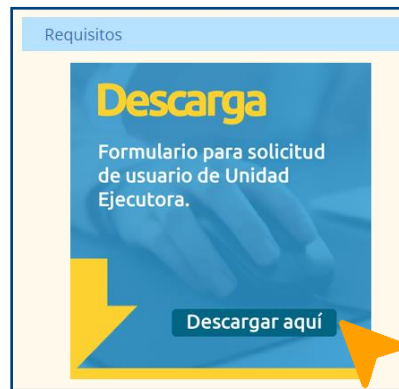 Requisitos
Descarga
Formulario para solicitud
de usuario de Unidad
Ejecutora.
Descargar aquí